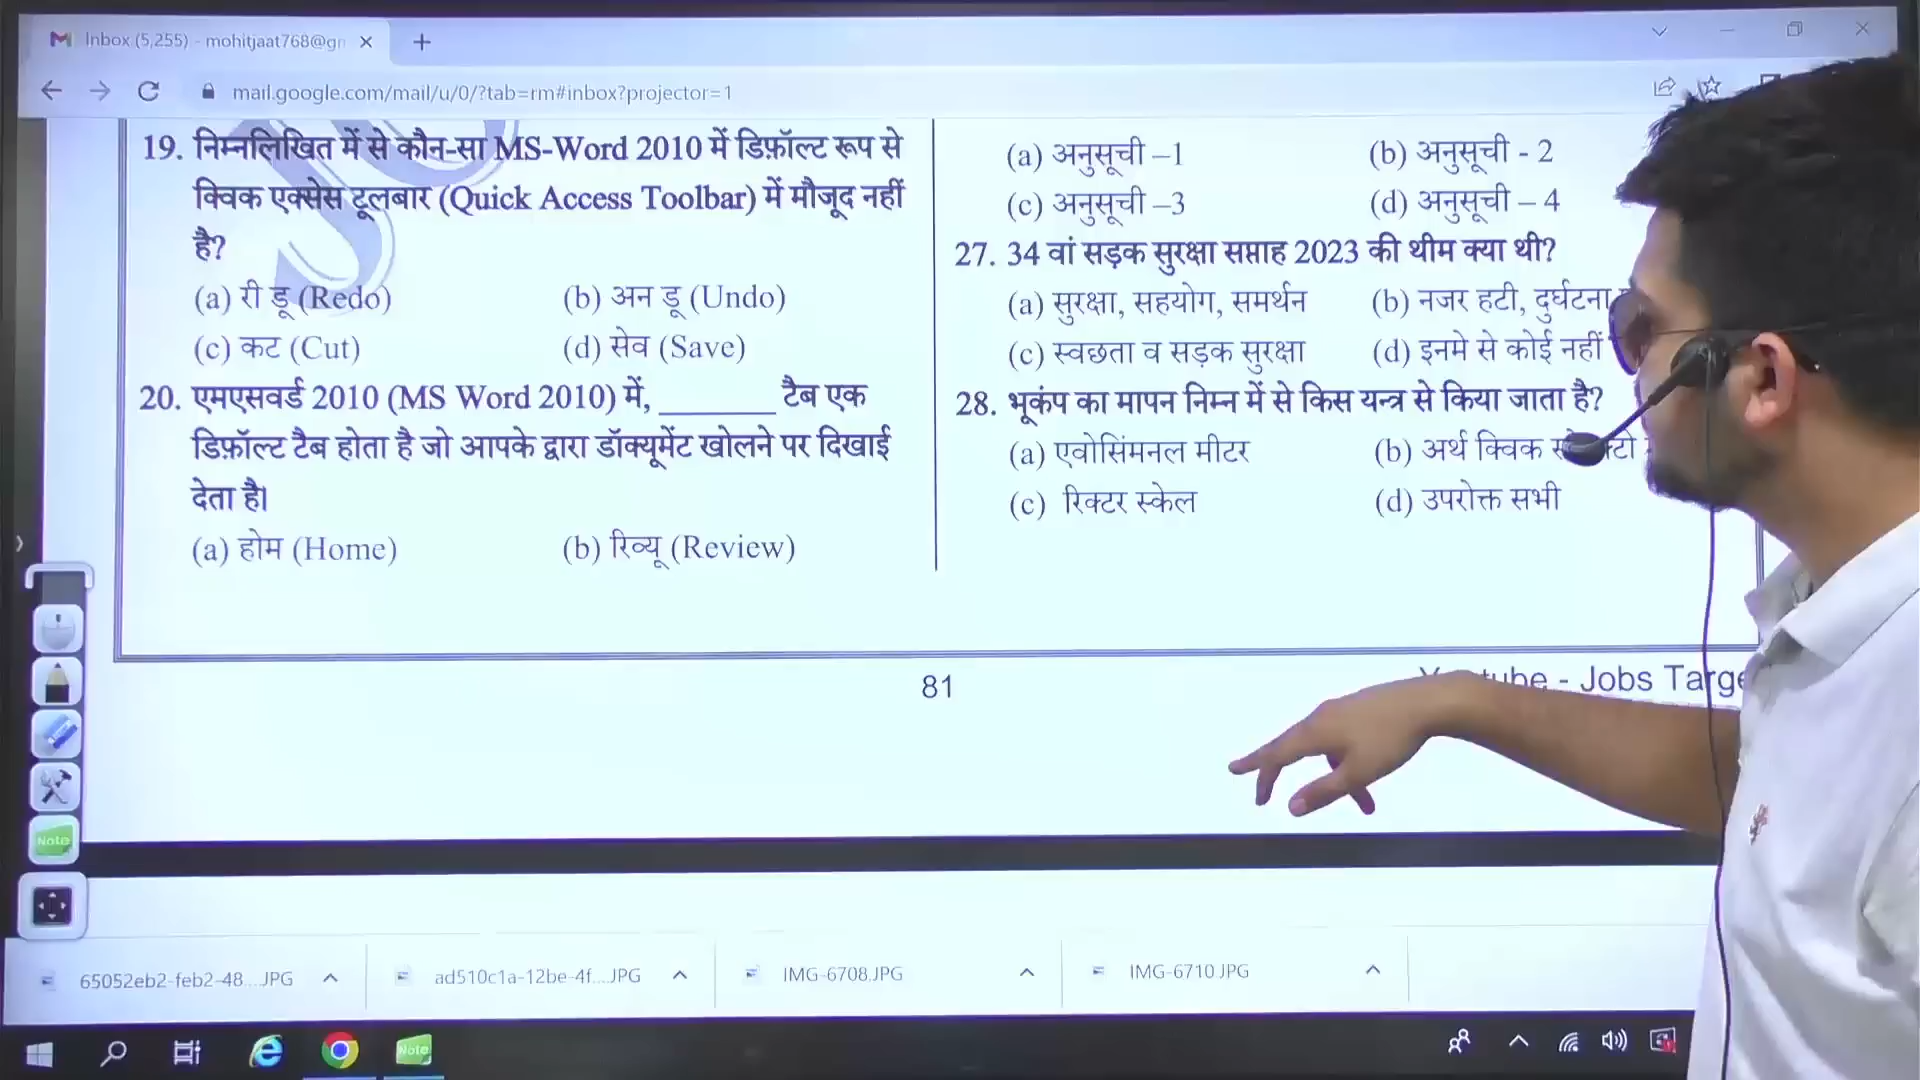 Inbox (5,255) - mohitjaat768@gm
mail.google.com/mail/u/0/?tab=rm#inbox?projector=1
19. निम्नलिखित में से कौन-सा MS-Word 2010 में डिफ़ॉल्ट रूप से
क्विक एक्सेस टूलबार (Quick Access Toolbar) में मौजूद नहीं
है?
(a) री डू (Redo) (b) अन डू (Undo)
(c) कट (Cut) (d) सेव (Save)
20. एमएसवर्ड 2010 (MS Word 2010) में, ________ टैब एक
डिफ़ॉल्ट टैब होता है जो आपके द्वारा डॉक्यूमेंट खोलने पर दिखाई
देता है।
(a) होम (Home) (b) रिव्यू (Review)
(a) अनुसूची –1 (b) अनुसूची - 2
(c) अनुसूची –3 (d) अनुसूची – 4
27. 34 वां सड़क सुरक्षा सप्ताह 2023 की थीम क्या थी?
(a) सुरक्षा, सहयोग, समर्थन (b) नजर हटी, दुर्घटना
(c) स्वछता व सड़क सुरक्षा (d) इनमे से कोई नहीं
28. भूकंप का मापन निम्न में से किस यन्त्र से किया जाता है?
(a) एवोसिंमनल मीटर (b) अर्थ क्विक
(c) रिक्टर स्केल (d) उपरोक्त सभी
81
- Jobs Targe
Note
65052eb2-feb2-48....JPG
ad510c1a-12be-4f....JPG
IMG-6708.JPG
IMG-6710.JPG
Note